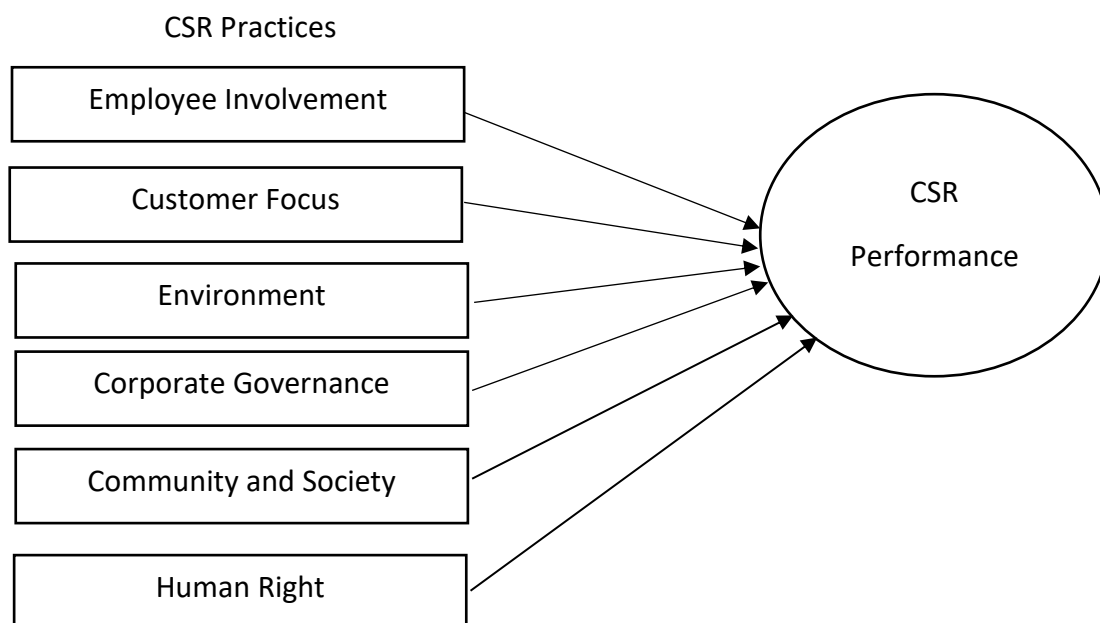 CSR Practices
Employee Involvement
Customer Focus
Environment
Corporate Governance
Community and Society
Human Right
CSR
Performance